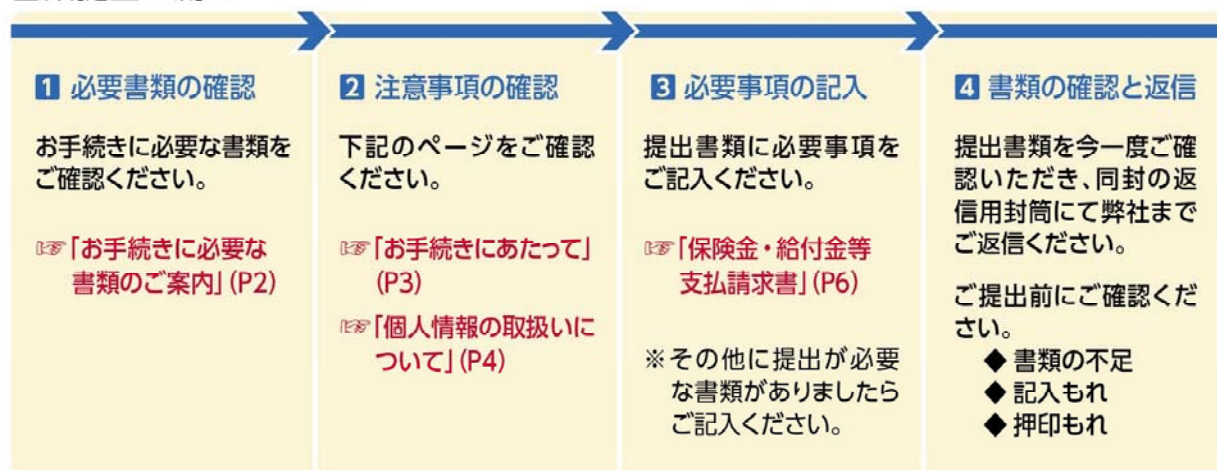 1 必要書類の確認
お手続きに必要な書類を
ご確認ください。
☞「お手続きに必要な
書類のご案内」(P2)
2 注意事項の確認
下記のページをご確認
ください。
☞「お手続きにあたって」
(P3)
☞「個人情報の取扱いに
ついて」(P4)
3 必要事項の記入
提出書類に必要事項を
ご記入ください。
☞「保険金・給付金等
支払請求書」(P6)
※その他に提出が必要
な書類がありましたら
ご記入ください。
4 書類の確認と返信
提出書類を今一度ご確
認いただき、同封の返
信用封筒にて弊社まで
ご返信ください。
ご提出前にご確認くだ
さい。
◆ 書類の不足
◆ 記入もれ
◆ 押印もれ